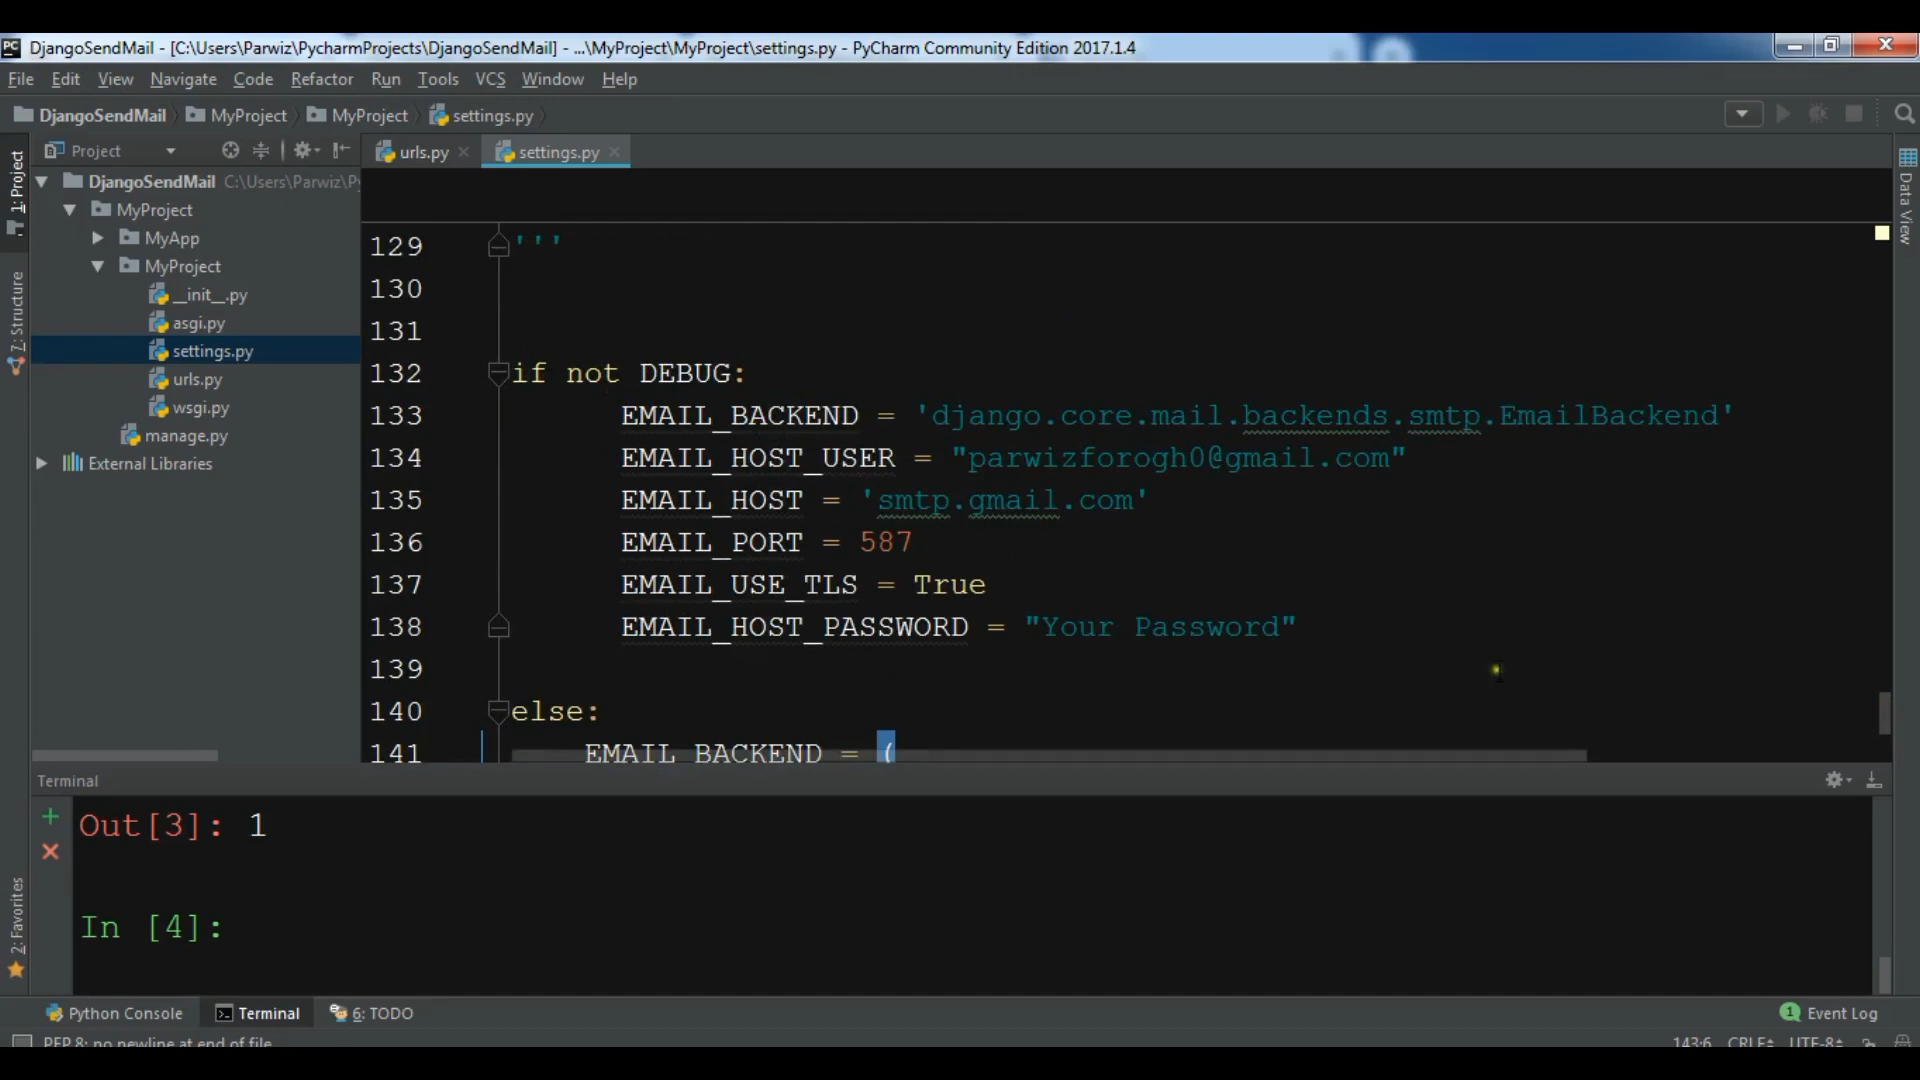 DjangoSendMail - [C:\Users\Parwiz\PycharmProjects\DjangoSendMail] - ...\MyProject\MyProject\settings.py - PyCharm Community Edition 2017.1.4
File Edit View Navigate Code Refactor Run Tools VCS Window Help
DjangoSendMail MyProject MyProject settings.py
1: Project
7: Structure
2: Favorites
Project
DjangoSendMail C:\Users\Parwiz\Py
MyProject
MyApp
MyProject
__init__.py
asgi.py
settings.py
urls.py
wsgi.py
manage.py
External Libraries
urls.py settings.py
129 '''
130
131
132 if not DEBUG:
133 EMAIL_BACKEND = 'django.core.mail.backends.smtp.EmailBackend'
134 EMAIL_HOST_USER = "parwizforogh0@gmail.com"
135 EMAIL_HOST = 'smtp.gmail.com'
136 EMAIL_PORT = 587
137 EMAIL_USE_TLS = True
138 EMAIL_HOST_PASSWORD = "Your Password"
139
140 else:
141 EMAIL_BACKEND = (
Data View
Terminal
Out[3]: 1
In [4]:
Python Console Terminal 6: TODO
1 Event Log
PEP 8: no newline at end of file
143:6 CRLF UTF-8